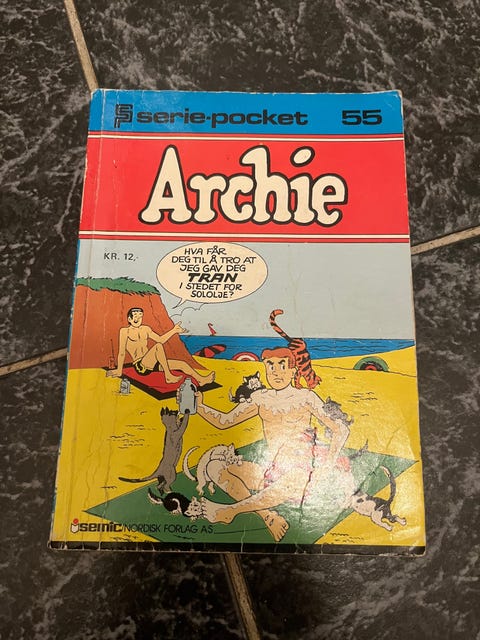 serie-pocket 55
Archie
KR. 12,-
HVA FÅR
DEG TIL Å TRO AT
JEG GAV DEG
TRAN
I STEDET FOR
SOLOLJE?
semic/NORDISK FORLAG A.S